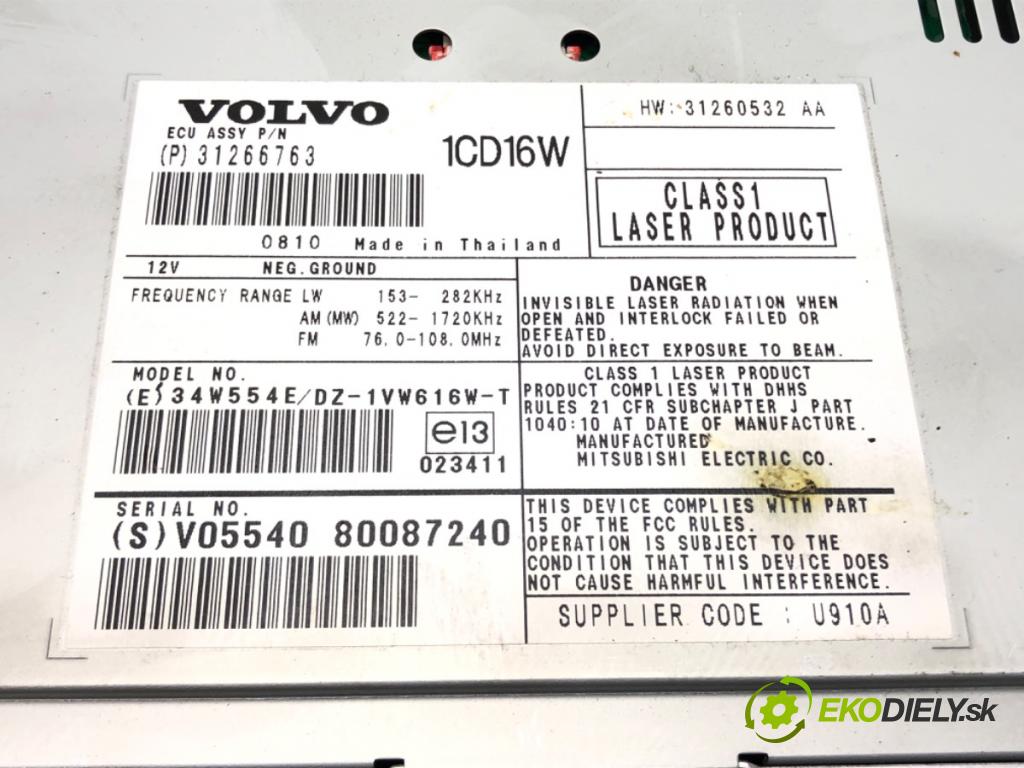 VOLVO
ECU ASSY P/N
(P) 31266763
1CD16W
0810 Made in Thailand
HW: 31260532 AA
CLASS1
LASER PRODUCT
12V NEG. GROUND
FREQUENCY RANGE LW 153- 282KHz
AM (MW) 522- 1720KHz
FM 76.0-108.0MHz
DANGER
INVISIBLE LASER RADIATION WHEN
OPEN AND INTERLOCK FAILED OR
DEFEATED.
AVOID DIRECT EXPOSURE TO BEAM.
MODEL NO.
(E) 34W554E/DZ-1VW616W-T
e13
023411
CLASS 1 LASER PRODUCT
PRODUCT COMPLIES WITH DHHS
RULES 21 CFR SUBCHAPTER J PART
1040:10 AT DATE OF MANUFACTURE.
MANUFACTURED
MITSUBISHI ELECTRIC CO.
SERIAL NO.
(S) V05540 80087240
THIS DEVICE COMPLIES WITH PART
15 OF THE FCC RULES.
OPERATION IS SUBJECT TO THE
CONDITION THAT THIS DEVICE DOES
NOT CAUSE HARMFUL INTERFERENCE.
SUPPLIER CODE : U910A
EKODIELY.sk